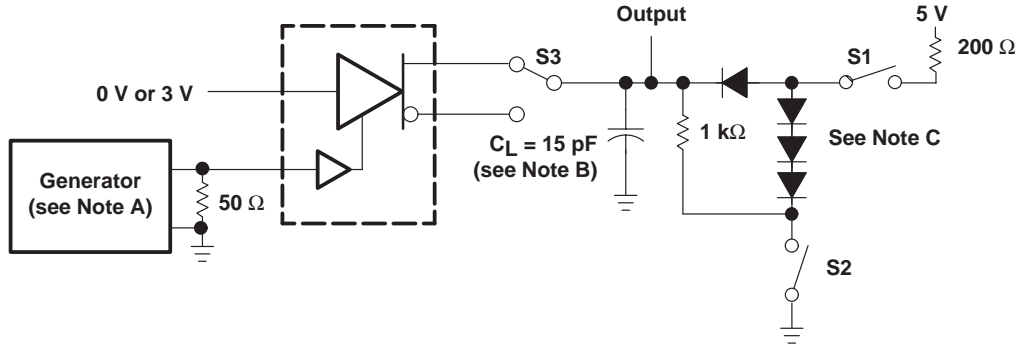 Output
5 V
S3
S1
200 Ω
0 V or 3 V
1 kΩ
See Note C
CL = 15 pF
(see Note B)
Generator
(see Note A)
50 Ω
S2